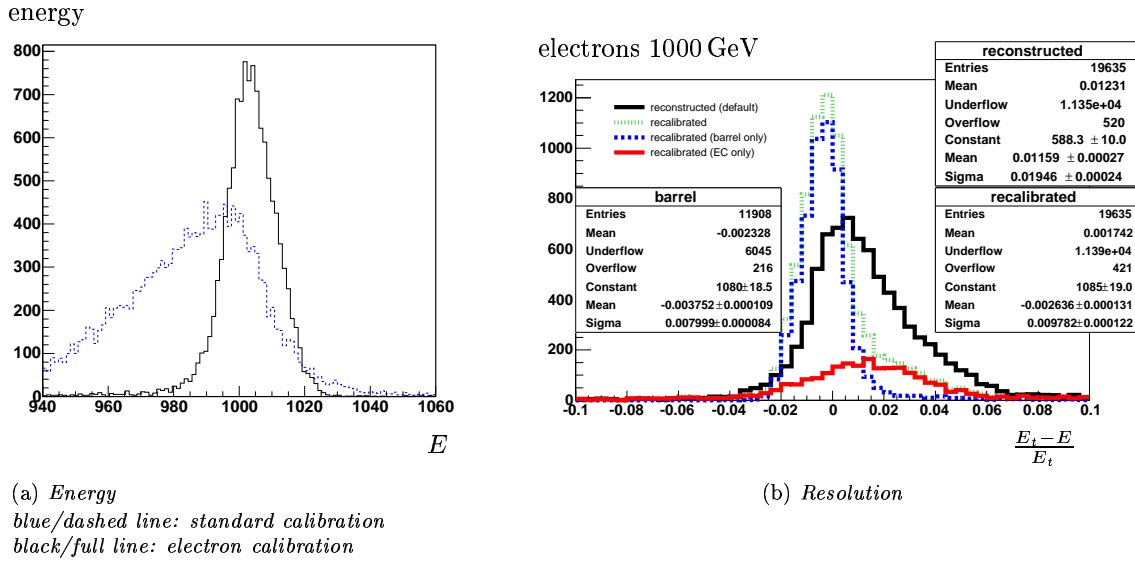 energy
800
700
600
500
400
300
200
100
0
940 960 980 1000 1020 1040 1060
E
(a) Energy
blue/dashed line: standard calibration
black/full line: electron calibration
electrons 1000 GeV
1200
1000
800
600
400
200
0
-0.1 -0.08 -0.06 -0.04 -0.02 0 0.02 0.04 0.06 0.08 0.1
reconstructed (default)
recalibrated
recalibrated (barrel only)
recalibrated (EC only)
reconstructed
Entries 19635
Mean 0.01231
Underflow 1.135e+04
Overflow 520
Constant 588.3 ± 10.0
Mean 0.01159 ± 0.00027
Sigma 0.01946 ± 0.00024
barrel
Entries 11908
Mean -0.002328
Underflow 6045
Overflow 216
Constant 1080± 18.5
Mean -0.003752± 0.000109
Sigma 0.007999± 0.000084
recalibrated
Entries 19635
Mean 0.001742
Underflow 1.139e+04
Overflow 421
Constant 1085± 19.0
Mean -0.002636± 0.000131
Sigma 0.009782± 0.000122
E_t − E
E_t
(b) Resolution